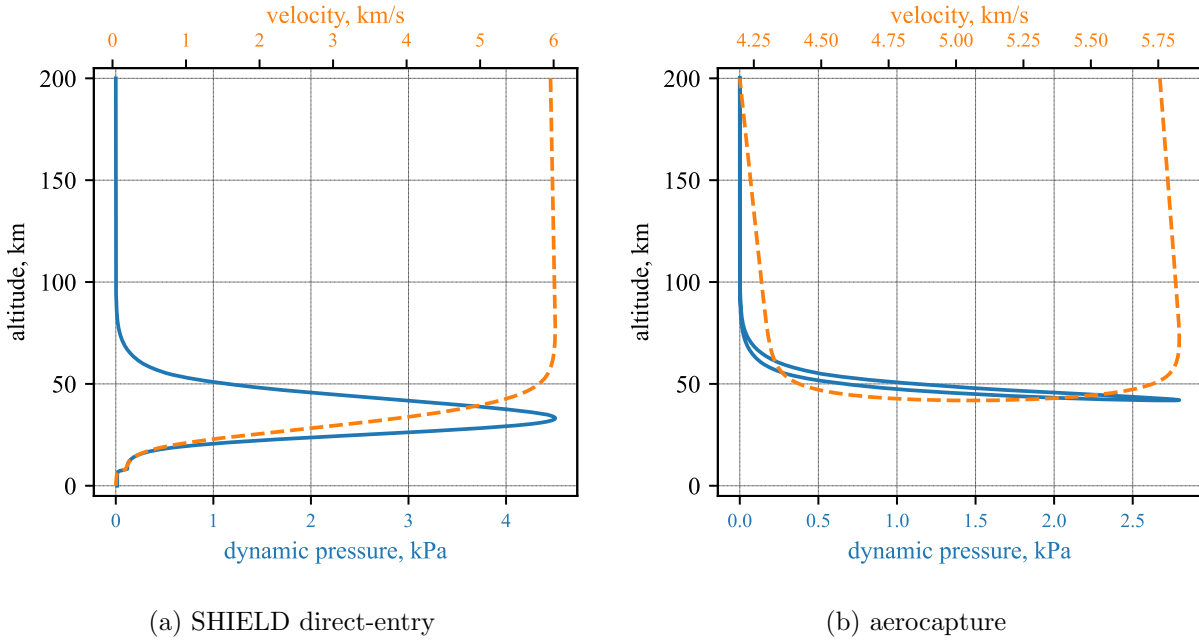 velocity, km/s
0 1 2 3 4 5 6
200
150
100
50
0
altitude, km
0 1 2 3 4
dynamic pressure, kPa
(a) SHIELD direct-entry
velocity, km/s
4.25 4.50 4.75 5.00 5.25 5.50 5.75
200
150
100
50
0
altitude, km
0.0 0.5 1.0 1.5 2.0 2.5
dynamic pressure, kPa
(b) aerocapture